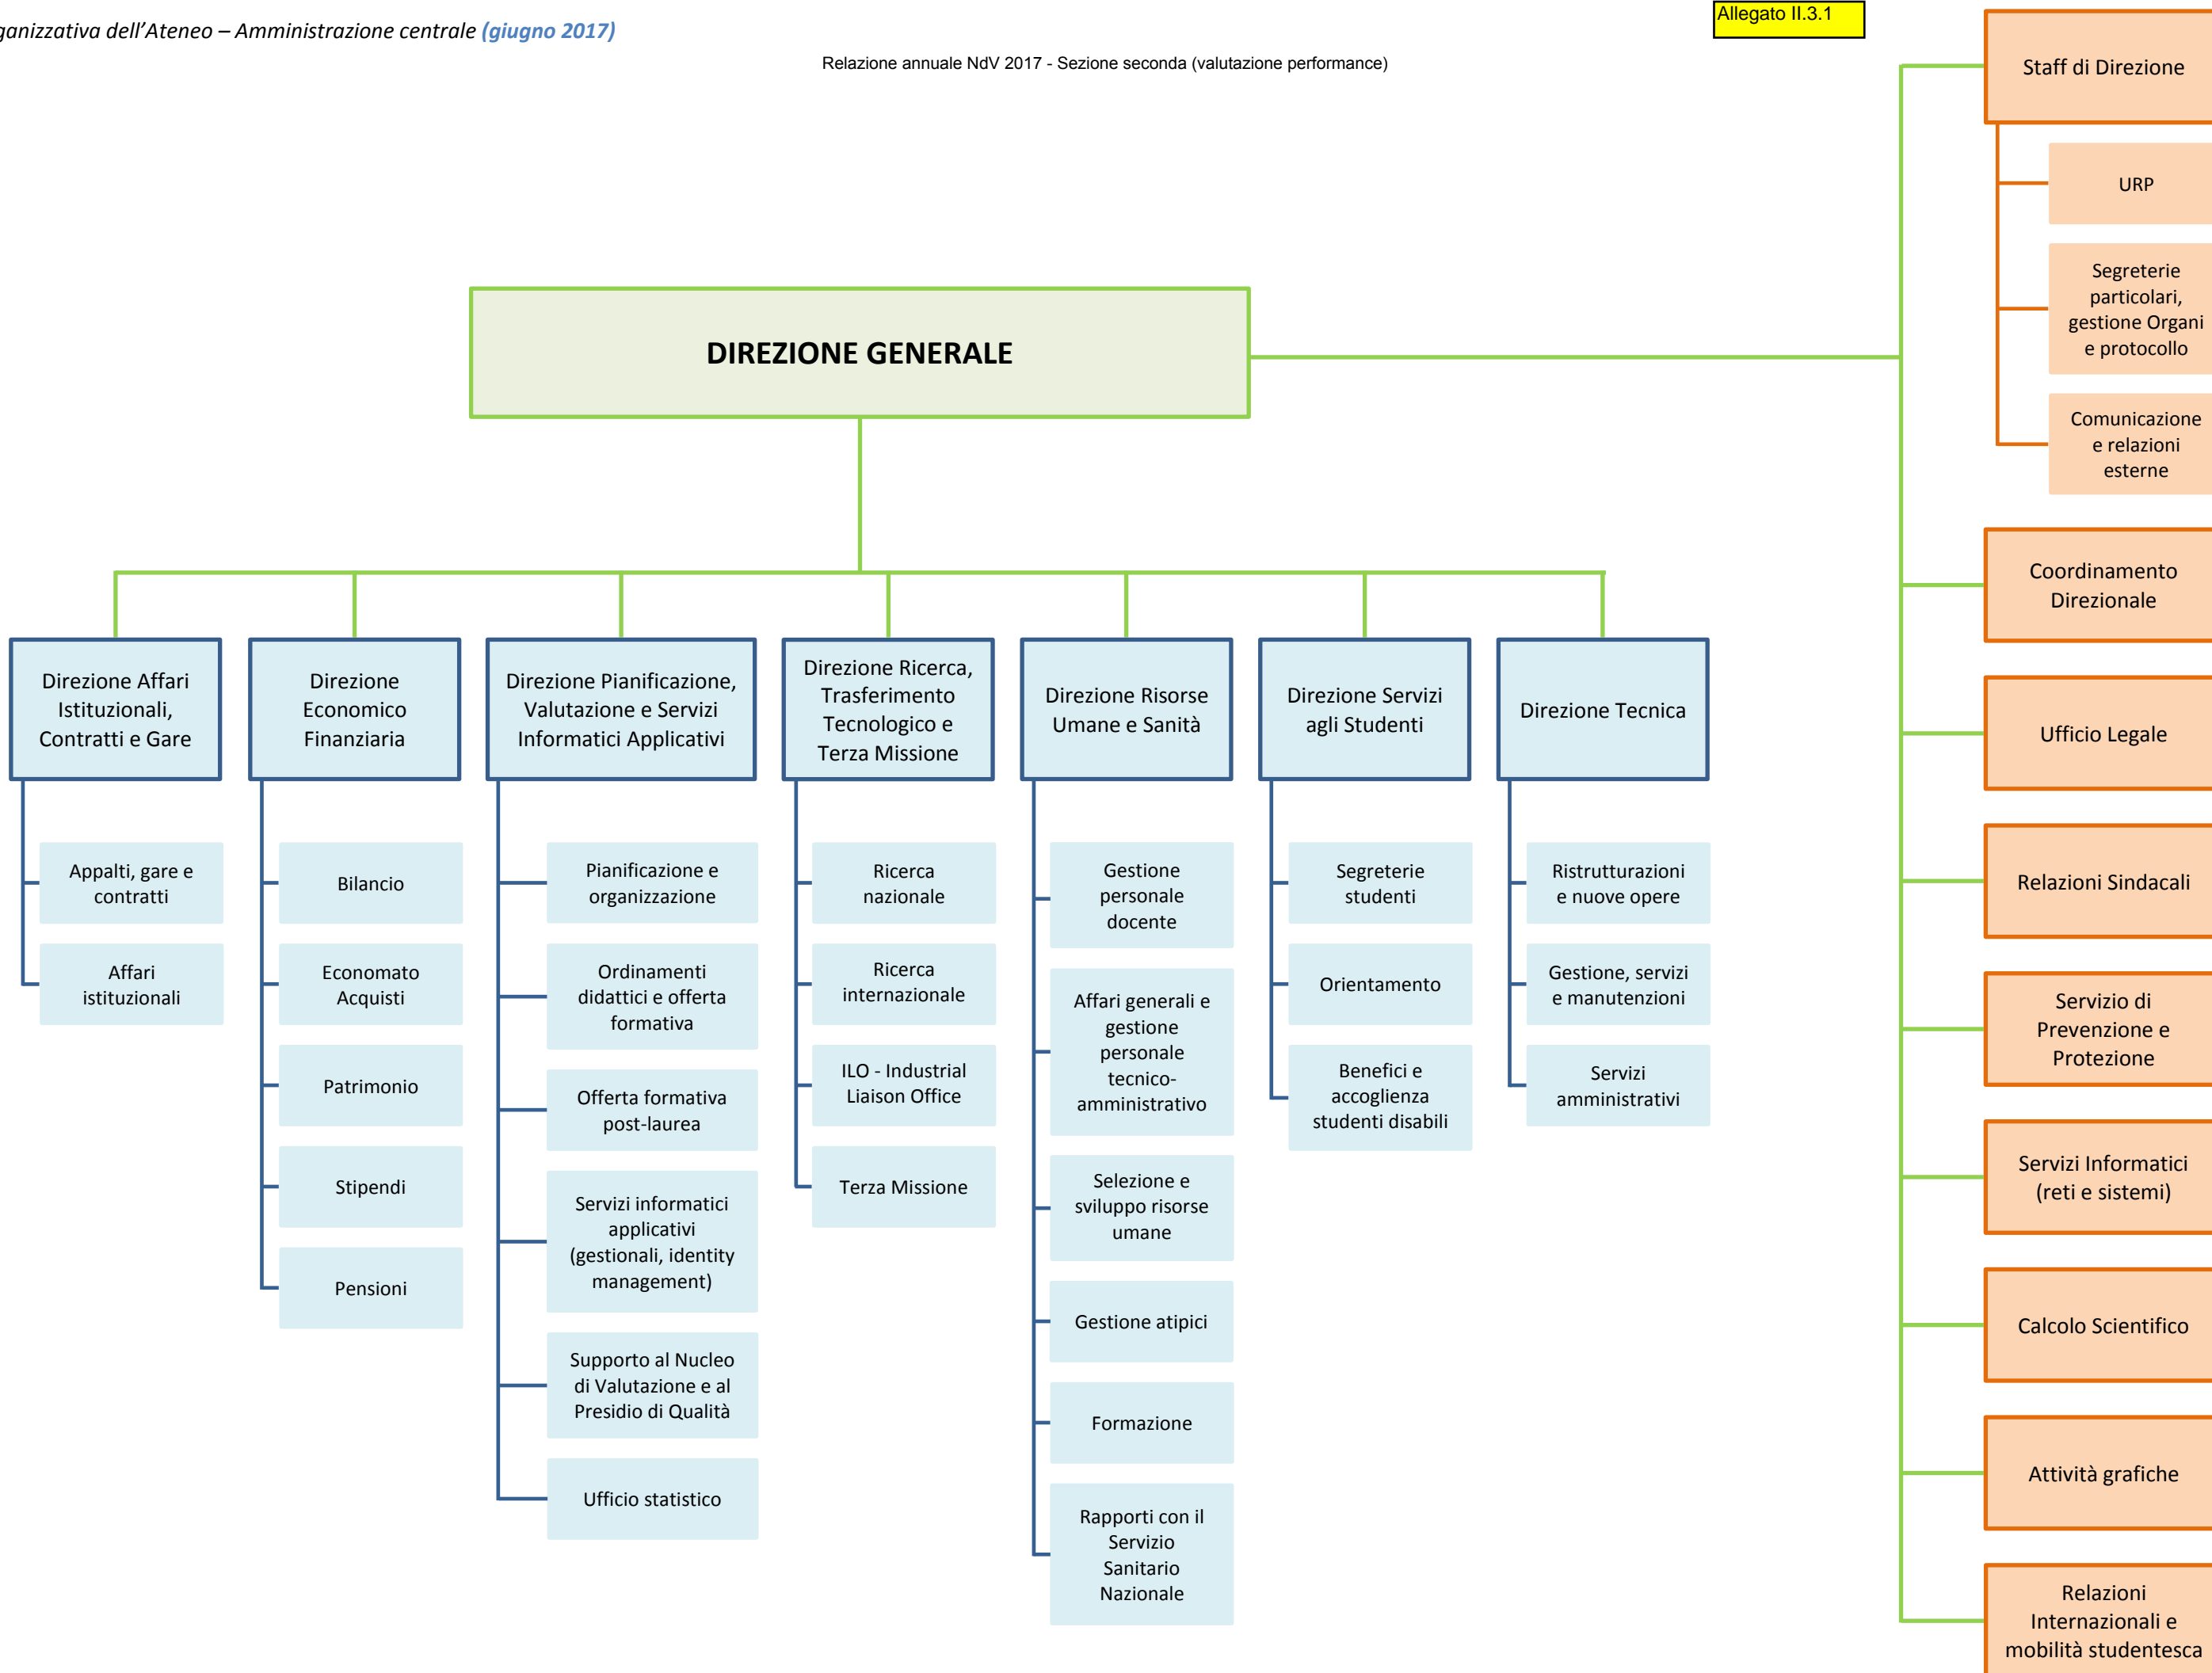 dell'Ateneo – Amministrazione centrale (giugno 2017)
Allegato II.3.1
Relazione annuale NdV 2017 - Sezione seconda (valutazione performance)
DIREZIONE GENERALE
Staff di Direzione
URP
Segreterie
particolari,
gestione Organi
e protocollo
Comunicazione
e relazioni
esterne
Coordinamento
Direzionale
Ufficio Legale
Relazioni Sindacali
Servizio di
Prevenzione e
Protezione
Servizi Informatici
(reti e sistemi)
Calcolo Scientifico
Attività grafiche
Relazioni
Internazionali e
mobilità studentesca
Direzione Affari
Istituzionali,
Contratti e Gare
Appalti, gare e
contratti
Affari
istituzionali
Direzione
Economico
Finanziaria
Bilancio
Economato
Acquisti
Patrimonio
Stipendi
Pensioni
Direzione Pianificazione,
Valutazione e Servizi
Informatici Applicativi
Pianificazione e
organizzazione
Ordinamenti
didattici e offerta
formativa
Offerta formativa
post-laurea
Servizi informatici
applicativi
(gestionali, identity
management)
Supporto al Nucleo
di Valutazione e al
Presidio di Qualità
Ufficio statistico
Direzione Ricerca,
Trasferimento
Tecnologico e
Terza Missione
Ricerca
nazionale
Ricerca
internazionale
ILO - Industrial
Liaison Office
Terza Missione
Direzione Risorse
Umane e Sanità
Gestione
personale
docente
Affari generali e
gestione
personale
tecnico-
amministrativo
Selezione e
sviluppo risorse
umane
Gestione atipici
Formazione
Rapporti con il
Servizio
Sanitario
Nazionale
Direzione Servizi
agli Studenti
Segreterie
studenti
Orientamento
Benefici e
accoglienza
studenti disabili
Direzione Tecnica
Ristrutturazioni
e nuove opere
Gestione, servizi
e manutenzioni
Servizi
amministrativi